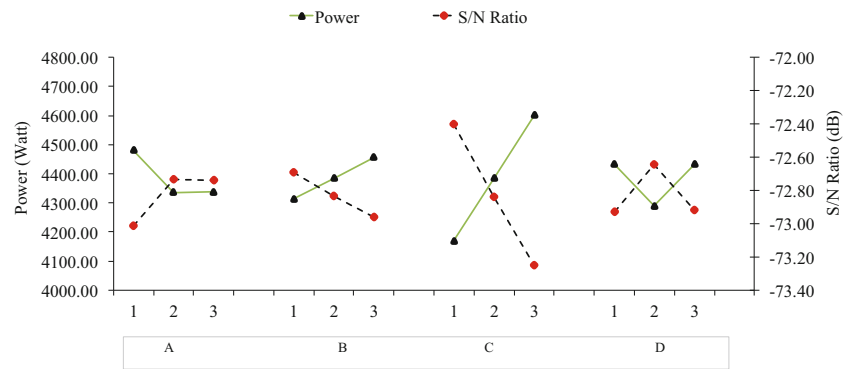 Power S/N Ratio
4800.00 -72.00
4700.00 -72.20
4600.00 -72.40
4500.00 -72.60
4400.00 -72.80
4300.00 -73.00
4200.00 -73.20
4100.00 -73.40
4000.00
Power (Watt)
S/N Ratio (dB)
1 2 3 1 2 3 1 2 3 1 2 3
A B C D